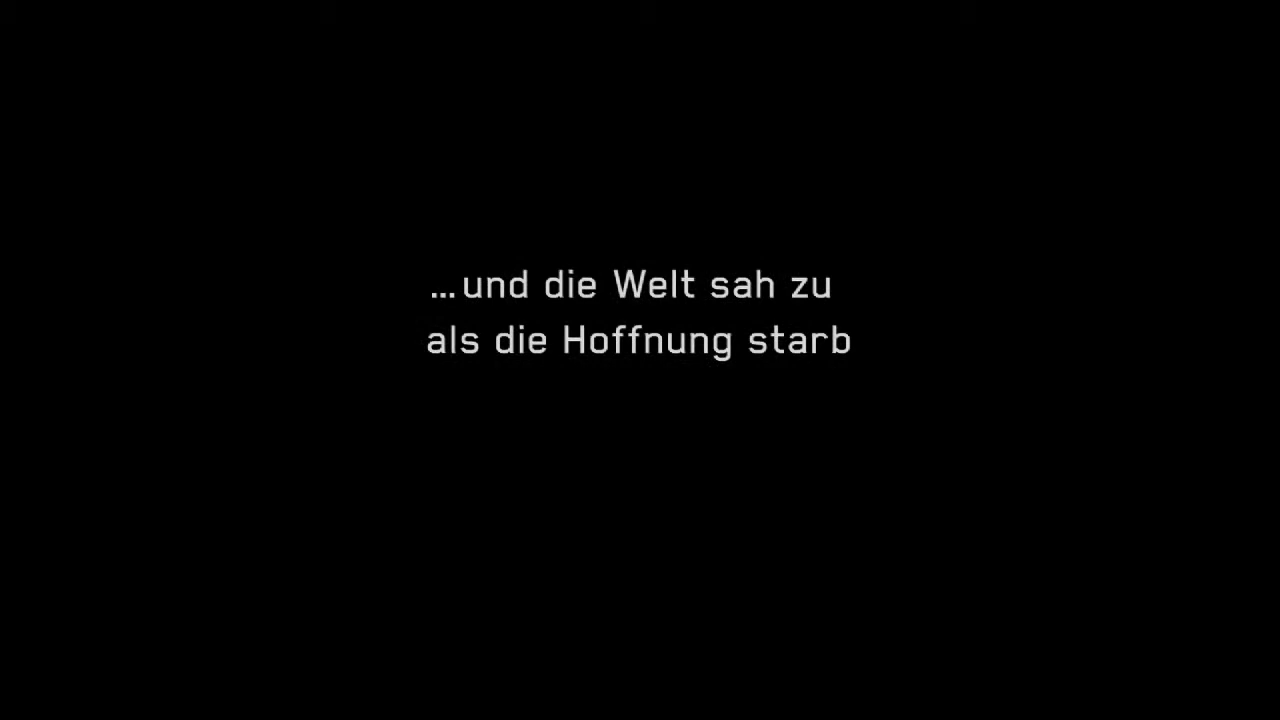 ...und die Welt sah zu
als die Hoffnung starb